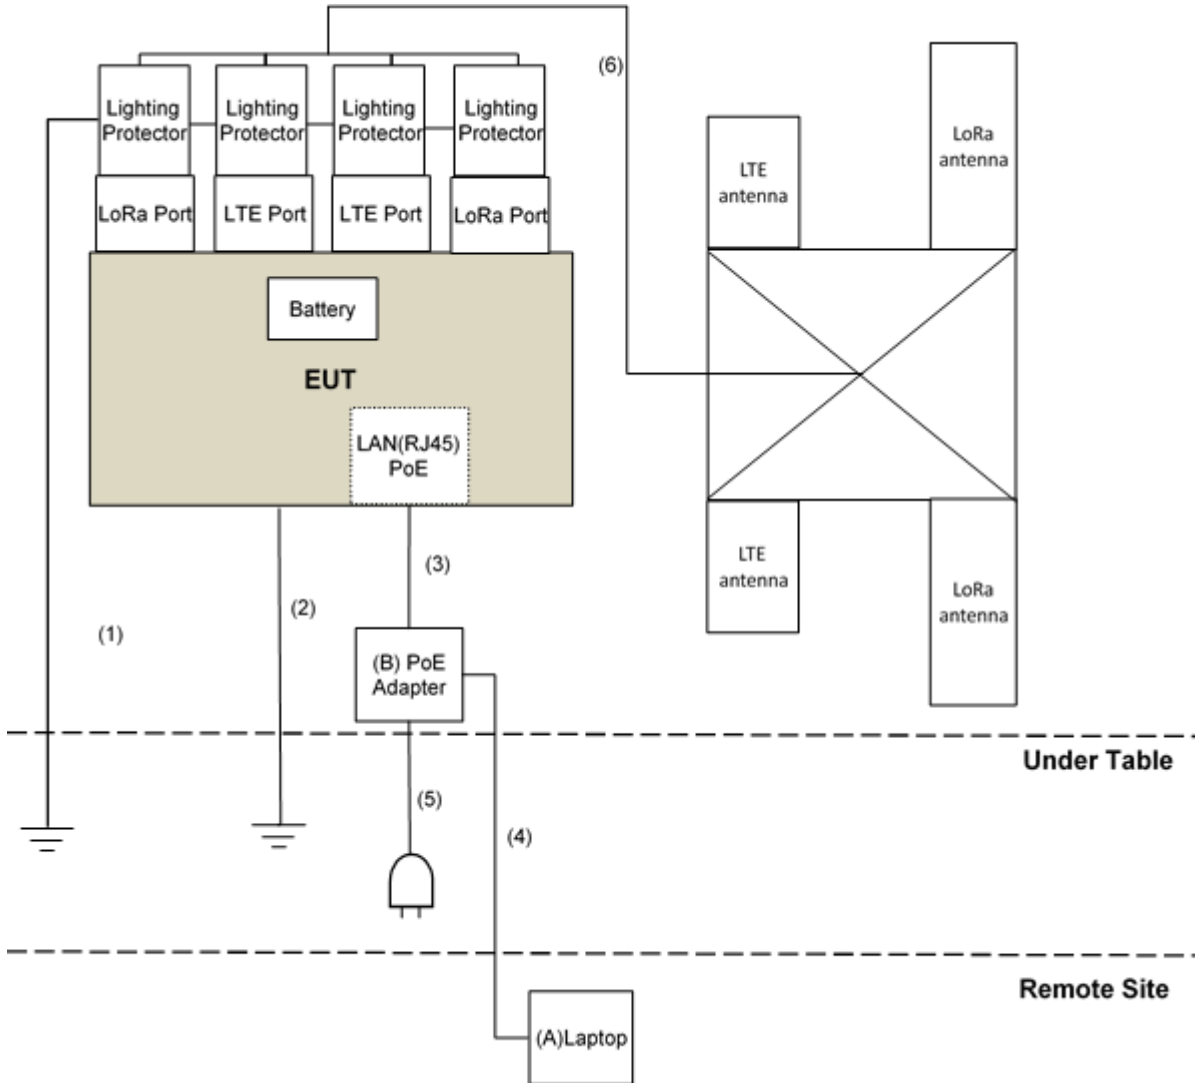 (6)
Lighting
Protector
Lighting
Protector
Lighting
Protector
Lighting
Protector
LoRa Port
LTE Port
LTE Port
LoRa Port
LTE
antenna
LoRa
antenna
Battery
EUT
LAN(RJ45)
PoE
LTE
antenna
LoRa
antenna
(1)
(2)
(3)
(B) PoE
Adapter
Under Table
(5)
(4)
Remote Site
(A)Laptop